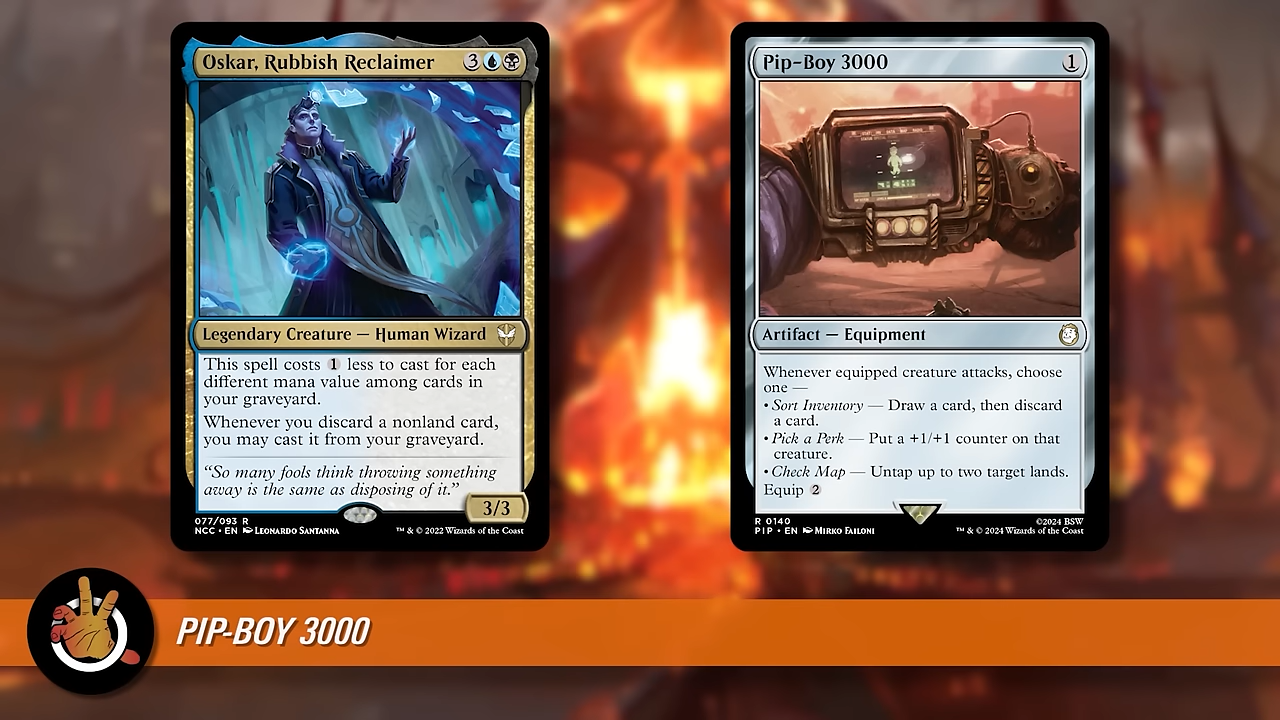 Oskar, Rubbish Reclaimer 3
Legendary Creature — Human Wizard
This spell costs 1 less to cast for each
different mana value among cards in
your graveyard.
Whenever you discard a nonland card,
you may cast it from your graveyard.
“So many fools think throwing something
away is the same as disposing of it.”
3/3
077/093 R
NCC • EN Leonardo Santanna
™ & © 2022 Wizards of the Coast
Pip-Boy 3000 1
Artifact — Equipment
Whenever equipped creature attacks, choose
one —
• Sort Inventory — Draw a card, then discard
a card.
• Pick a Perk — Put a +1/+1 counter on that
creature.
• Check Map — Untap up to two target lands.
Equip 2
R 0140
PIP • EN Mirko Failoni
©2024 BSW
™ & © 2024 Wizards of the Coast
PIP-BOY 3000